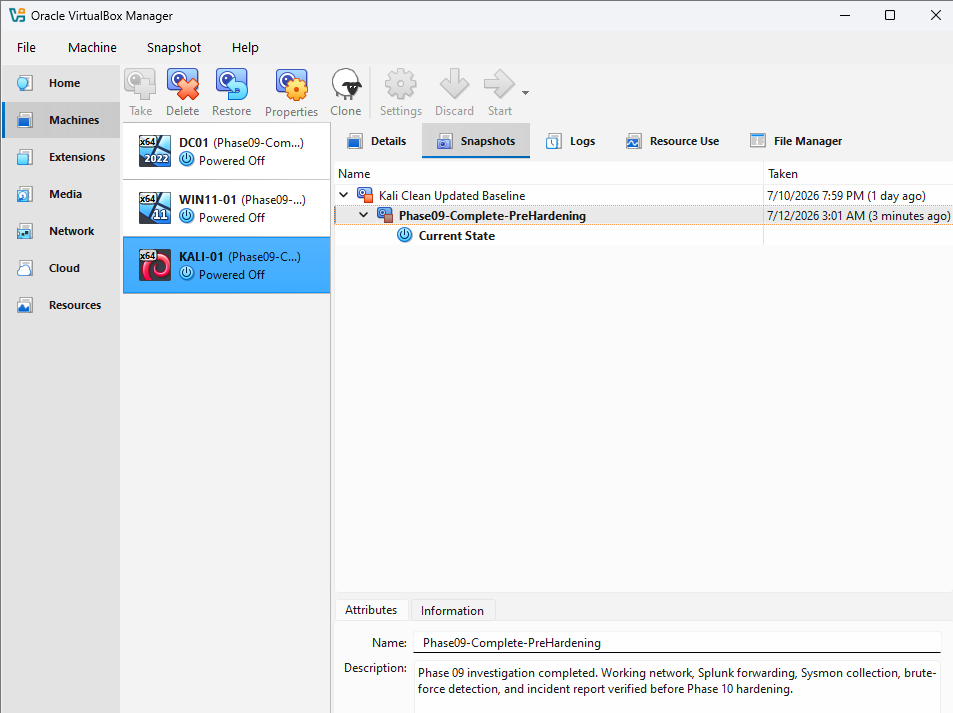 Oracle VirtualBox Manager
File Machine Snapshot Help
Home
Machines
Extensions
Media
Network
Cloud
Resources
Take Delete Restore Properties Clone Settings Discard Start
x64 2022 DC01 (Phase09-Com...)
Powered Off
x64 11 WIN11-01 (Phase09-...)
Powered Off
x64 KALI-01 (Phase09-C...)
Powered Off
Details Snapshots Logs Resource Use File Manager
Name Taken
Kali Clean Updated Baseline 7/10/2026 7:59 PM (1 day ago)
Phase09-Complete-PreHardening 7/12/2026 3:01 AM (3 minutes ago)
Current State
Attributes Information
Name: Phase09-Complete-PreHardening
Description: Phase 09 investigation completed. Working network, Splunk forwarding, Sysmon collection, brute-
force detection, and incident report verified before Phase 10 hardening.